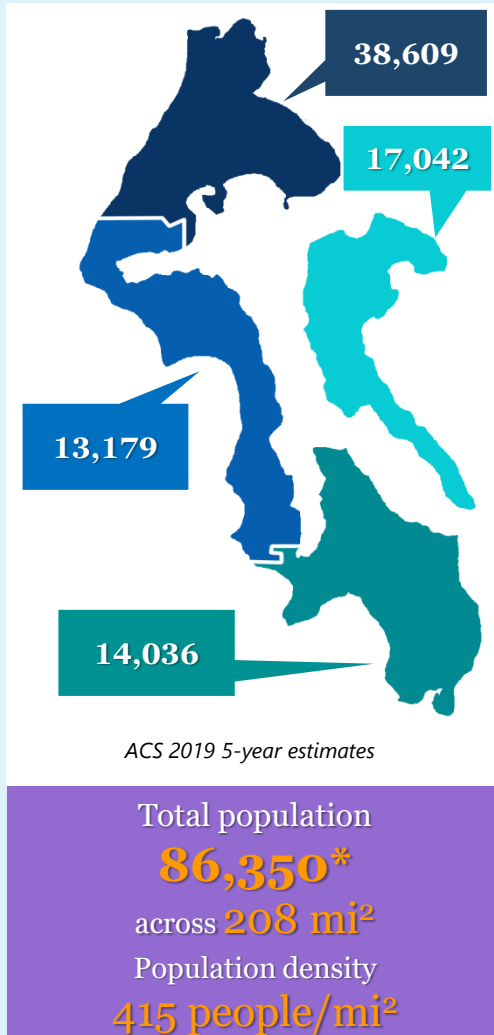 38,609
17,042
13,179
14,036
ACS 2019 5-year estimates
Total population
86,350*
across 208 mi²
Population density
415 people/mi²